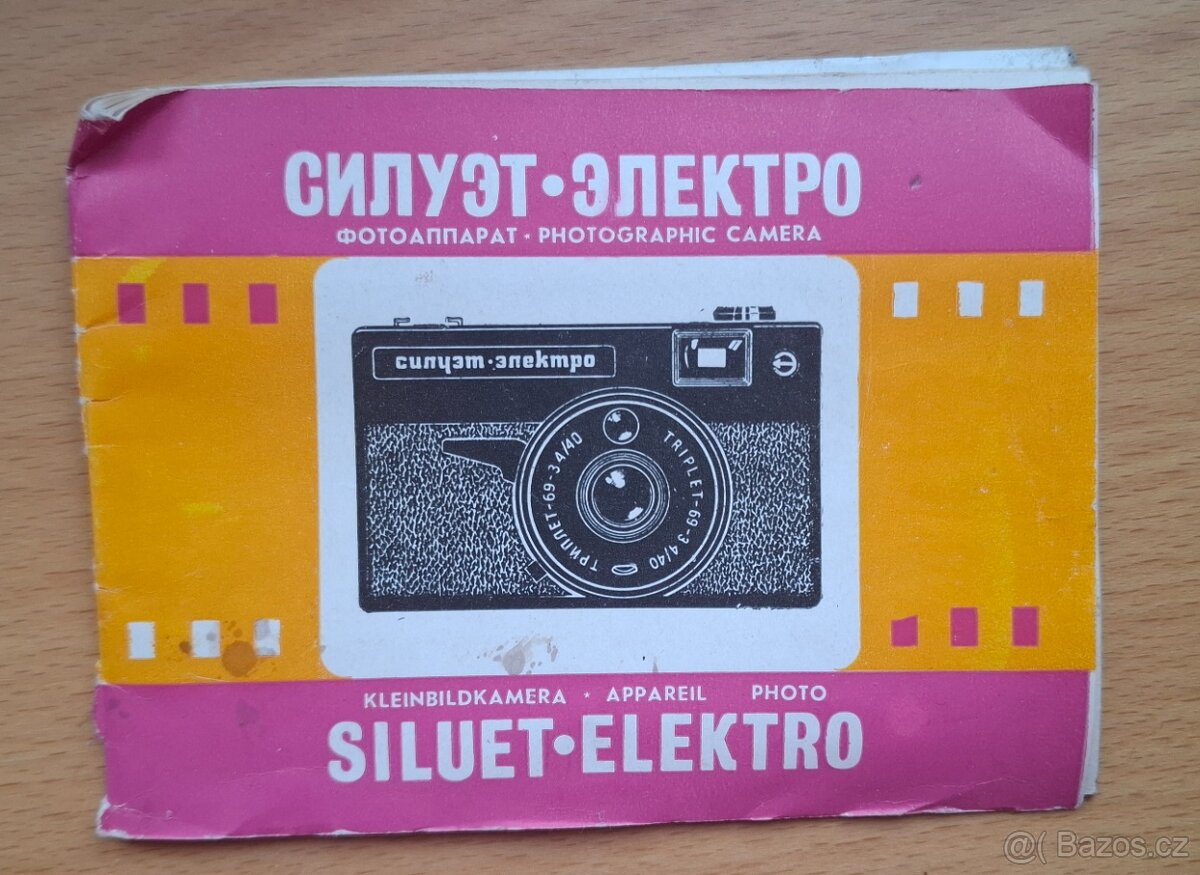 СИЛУЭТ•ЭЛЕКТРО
ФОТОАППАРАТ • PHOTOGRAPHIC CAMERA
силуэт•электро
ТРИПЛЕТ-69-3,4/40 TRIPLET-69-3,4/40
KLEINBILDKAMERA * APPAREIL PHOTO
SILUET•ELEKTRO
@( Bazos.cz